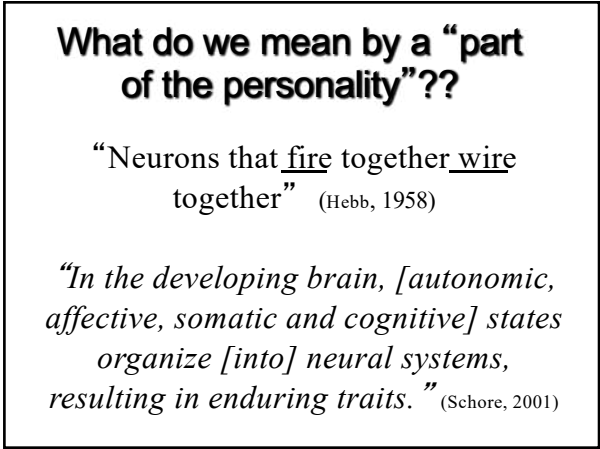 What do we mean by a “part
of the personality”??
“Neurons that fire together wire
together” (Hebb, 1958)
“In the developing brain, [autonomic,
affective, somatic and cognitive] states
organize [into] neural systems,
resulting in enduring traits.” (Schore, 2001)